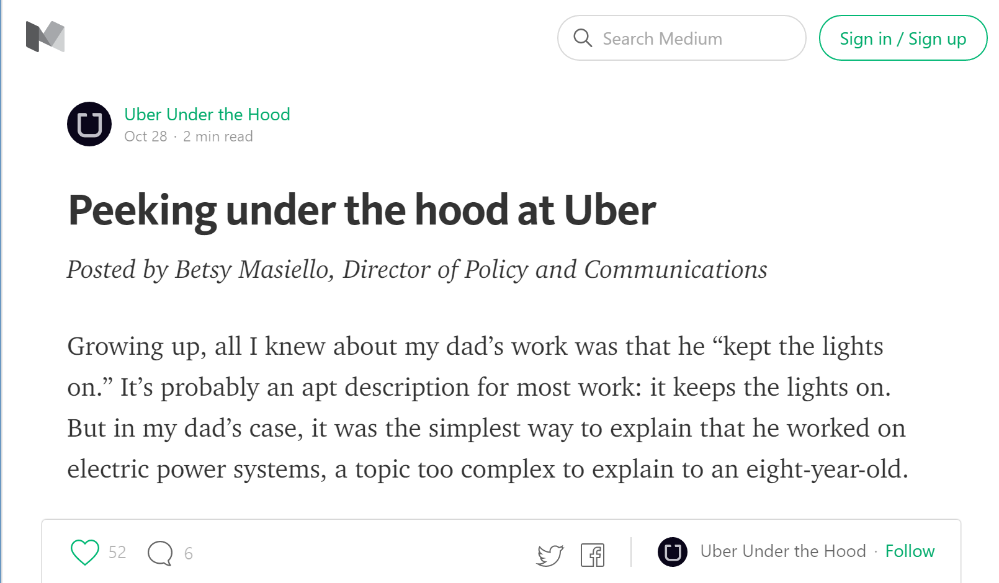 Search Medium
Sign in / Sign up
Uber Under the Hood
Oct 28 · 2 min read
Peeking under the hood at Uber
Posted by Betsy Masiello, Director of Policy and Communications
Growing up, all I knew about my dad’s work was that he “kept the lights
on.” It’s probably an apt description for most work: it keeps the lights on.
But in my dad’s case, it was the simplest way to explain that he worked on
electric power systems, a topic too complex to explain to an eight-year-old.
52 6 Uber Under the Hood · Follow